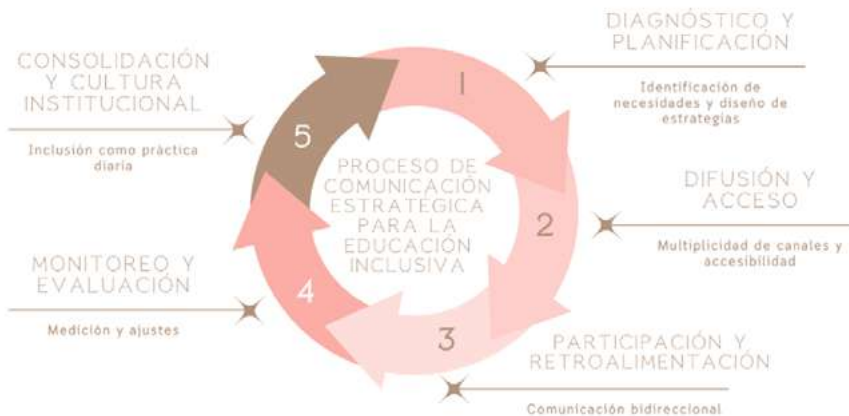 PROCESO DE
COMUNICACIÓN
ESTRATÉGICA
PARA LA
EDUCACIÓN
INCLUSIVA
1
DIAGNÓSTICO Y
PLANIFICACIÓN
Identificación de
necesidades y diseño de
estrategias
2
DIFUSIÓN Y
ACCESO
Multiplicidad de canales y
accesibilidad
3
PARTICIPACIÓN Y
RETROALIMENTACIÓN
Comunicación bidireccional
4
MONITOREO Y
EVALUACIÓN
Medición y ajustes
5
CONSOLIDACIÓN
Y CULTURA
INSTITUCIONAL
Inclusión como práctica
diaria